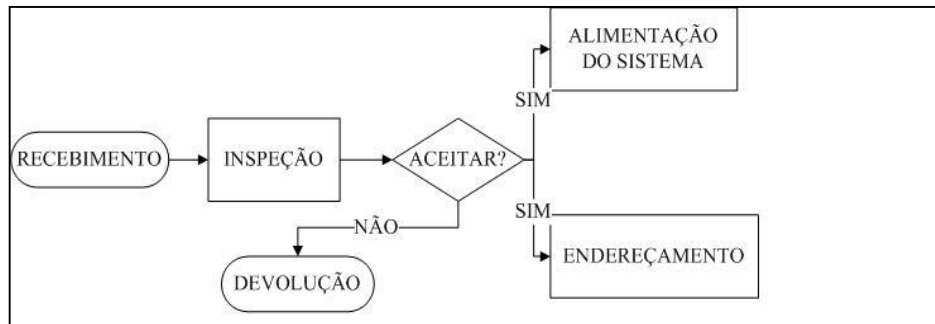 ALIMENTAÇÃO
DO SISTEMA
SIM
RECEBIMENTO
INSPEÇÃO
ACEITAR?
SIM
NÃO
ENDEREÇAMENTO
DEVOLUÇÃO